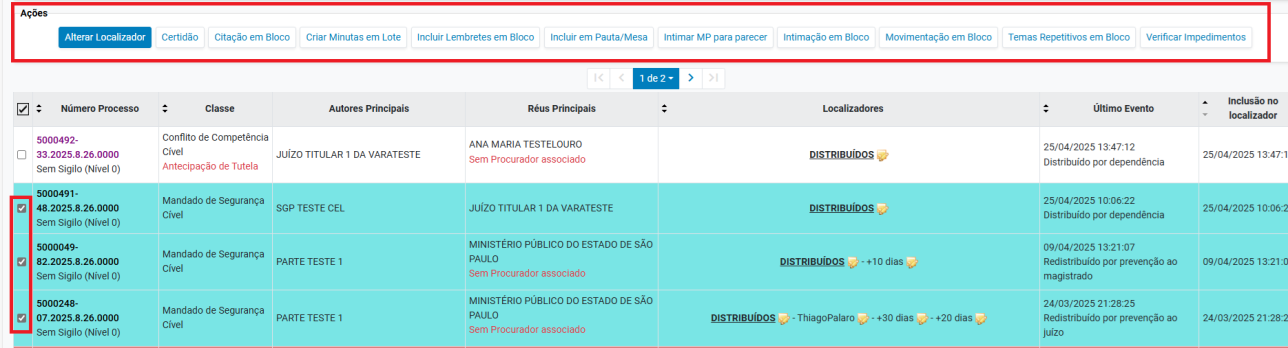 Ações
Alterar Localizador Certidão Citação em Bloco Criar Minutas em Lote Incluir Lembretes em Bloco Incluir em Pauta/Mesa Intimar MP para parecer Intimação em Bloco Movimentação em Bloco Temas Repetitivos em Bloco Verificar Impedimentos
1 de 2
Número Processo Classe Autores Principais Réus Principais Localizadores Último Evento Inclusão no
localizador
5000492-
33.2025.8.26.0000
Sem Sigilo (Nível 0)
Conflito de Competência
Cível
Antecipação de Tutela
JUÍZO TITULAR 1 DA VARATESTE
ANA MARIA TESTELOURO
Sem Procurador associado
DISTRIBUÍDOS
25/04/2025 13:47:12
Distribuído por dependência
25/04/2025 13:47:1
5000491-
48.2025.8.26.0000
Sem Sigilo (Nível 0)
Mandado de Segurança
Cível
SGP TESTE CEL
JUÍZO TITULAR 1 DA VARATESTE
DISTRIBUÍDOS
25/04/2025 10:06:22
Distribuído por dependência
25/04/2025 10:06:2
5000049-
82.2025.8.26.0000
Sem Sigilo (Nível 0)
Mandado de Segurança
Cível
PARTE TESTE 1
MINISTÉRIO PÚBLICO DO ESTADO DE SÃO
PAULO
Sem Procurador associado
DISTRIBUÍDOS - +10 dias
09/04/2025 13:21:07
Redistribuído por prevenção ao
magistrado
09/04/2025 13:21:0
5000248-
07.2025.8.26.0000
Sem Sigilo (Nível 0)
Mandado de Segurança
Cível
PARTE TESTE 1
MINISTÉRIO PÚBLICO DO ESTADO DE SÃO
PAULO
Sem Procurador associado
DISTRIBUÍDOS - ThiagoPalaro - +30 dias - +20 dias
24/03/2025 21:28:25
Redistribuído por prevenção ao
juízo
24/03/2025 21:28:2